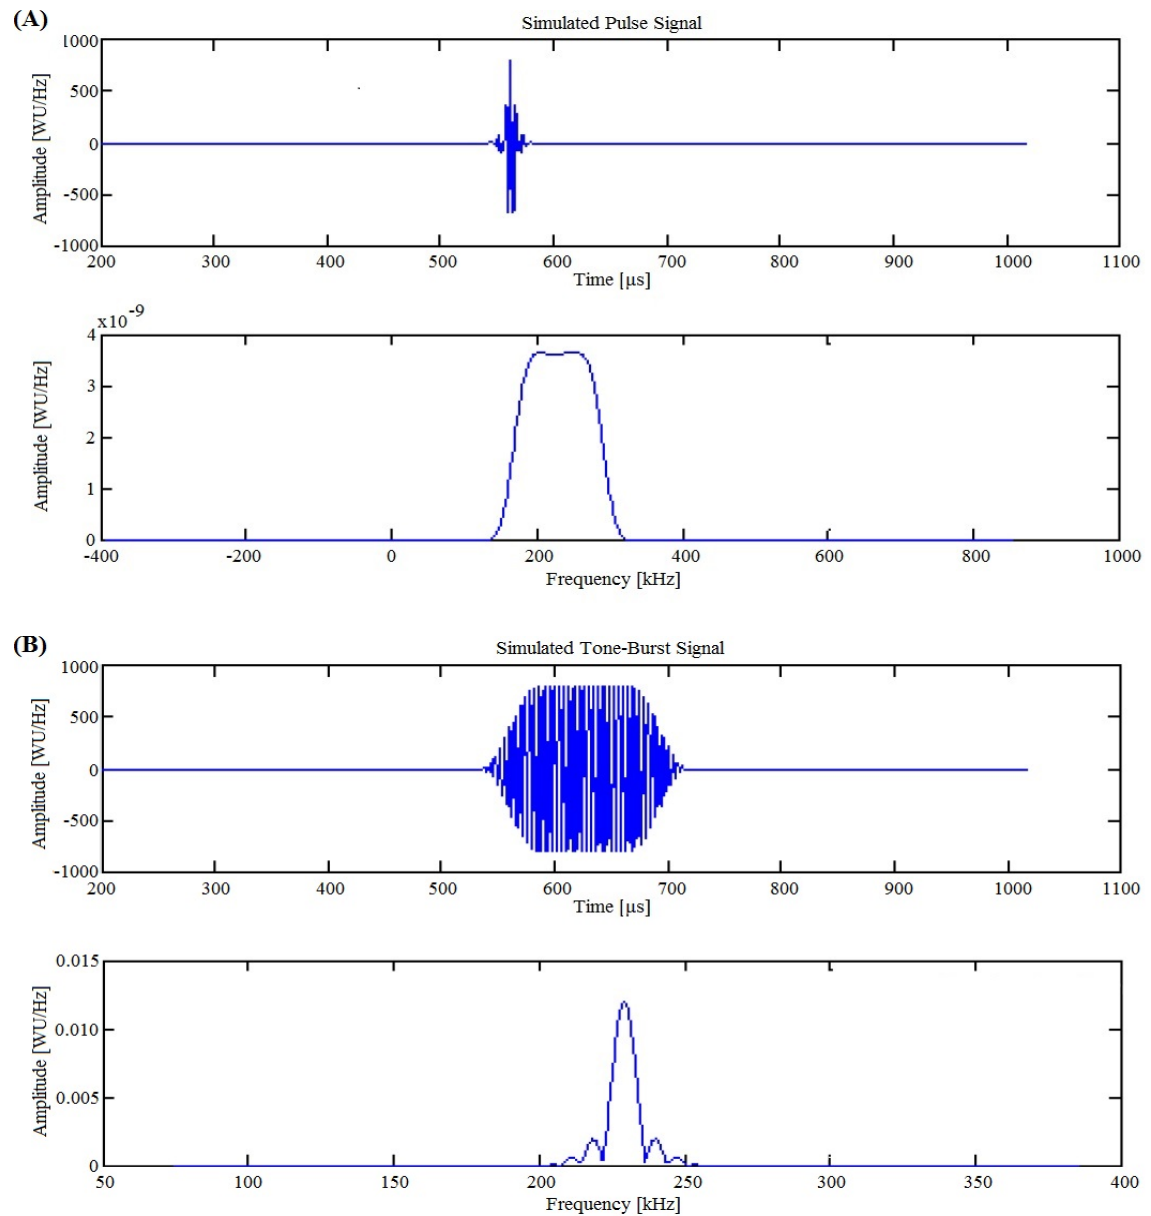 (A)
Simulated Pulse Signal
Amplitude [WU/Hz]
1000
500
0
-500
-1000
200 300 400 500 600 700 800 900 1000 1100
Time [µs]
x10-9
Amplitude [WU/Hz]
4
3
2
1
0
-400 -200 0 200 400 600 800 1000
Frequency [kHz]
(B)
Simulated Tone-Burst Signal
Amplitude [WU/Hz]
1000
500
0
-500
-1000
200 300 400 500 600 700 800 900 1000 1100
Time [µs]
Amplitude [WU/Hz]
0.015
0.010
0.005
0
50 100 150 200 250 300 350 400
Frequency [kHz]